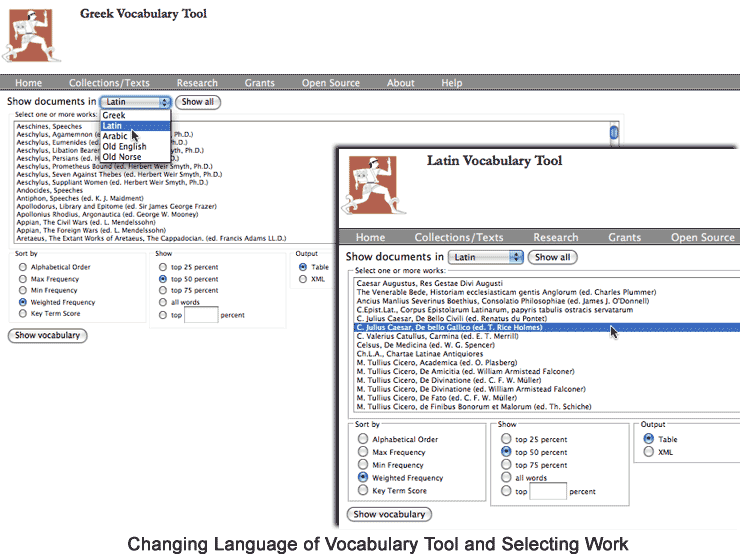 Greek Vocabulary Tool
Home Collections/Texts Research Grants Open Source About Help
Show documents in Latin Show all
Greek
Latin
Arabic
Old English
Old Norse
Select one or more works:
Aeschines, Speeches
Aeschylus, Agamemnon (e Ph.D.)
Aeschylus, Eumenides (ed Ph.D.)
Aeschylus, Libation Bearer Smyth, Ph.D.)
Aeschylus, Persians (ed. Herbert Weir Smyth, Ph.D.)
Aeschylus, Prometheus Bound (ed. Herbert Weir Smyth, Ph.D.)
Aeschylus, Seven Against Thebes (ed. Herbert Weir Smyth, Ph.D.)
Aeschylus, Suppliant Women (ed. Herbert Weir Smyth, Ph.D.)
Andocides, Speeches
Antiphon, Speeches (ed. K. J. Maidment)
Apollodorus, Library and Epitome (ed. Sir James George Frazer)
Apollonius Rhodius, Argonautica (ed. George W. Mooney)
Appian, The Civil Wars (ed. L. Mendelssohn)
Appian, The Foreign Wars (ed. L. Mendelssohn)
Aretaeus, The Extant Works of Aretaeus, The Cappadocian, (ed. Francis Adams LL.D.)
Sort by
Alphabetical Order
Max Frequency
Min Frequency
Weighted Frequency
Key Term Score
Show
top 25 percent
top 50 percent
top 75 percent
all words
top percent
Output
Table
XML
Show vocabulary
Latin Vocabulary Tool
Home Collections/Texts Research Grants Open Source
Show documents in Latin Show all
Select one or more works:
Caesar Augustus, Res Gestae Divi Augusti
The Venerable Bede, Historiam ecclesiasticam gentis Anglorum (ed. Charles Plummer)
Ancius Manlius Severinus Boethius, Consolatio Philosophiae (ed. James J. O'Donnell)
C.Epist.Lat., Corpus Epistolarum Latinarum, papyris tabulis ostracis servatarum
C. Julius Caesar, De Bello Civili (ed. Renatus du Pontet)
C. Julius Caesar, De bello Gallico (ed. T. Rice Holmes)
C. Valerius Catullus, Carmina (ed. E. T. Merrill)
Celsus, De Medicina (ed. W. G. Spencer)
Ch.L.A., Chartae Latinae Antiquiores
M. Tullius Cicero, Academica (ed. O. Plasberg)
M. Tullius Cicero, De Amicitia (ed. William Armistead Falconer)
M. Tullius Cicero, De Divinatione (ed. C. F. W. Müller)
M. Tullius Cicero, De Divinatione (ed. William Armistead Falconer)
M. Tullius Cicero, De Fato (ed. C. F. W. Müller)
M. Tullius Cicero, de Finibus Bonorum et Malorum (ed. Th. Schiche)
Sort by
Alphabetical Order
Max Frequency
Min Frequency
Weighted Frequency
Key Term Score
Show
top 25 percent
top 50 percent
top 75 percent
all words
top percent
Output
Table
XML
Show vocabulary
Changing Language of Vocabulary Tool and Selecting Work